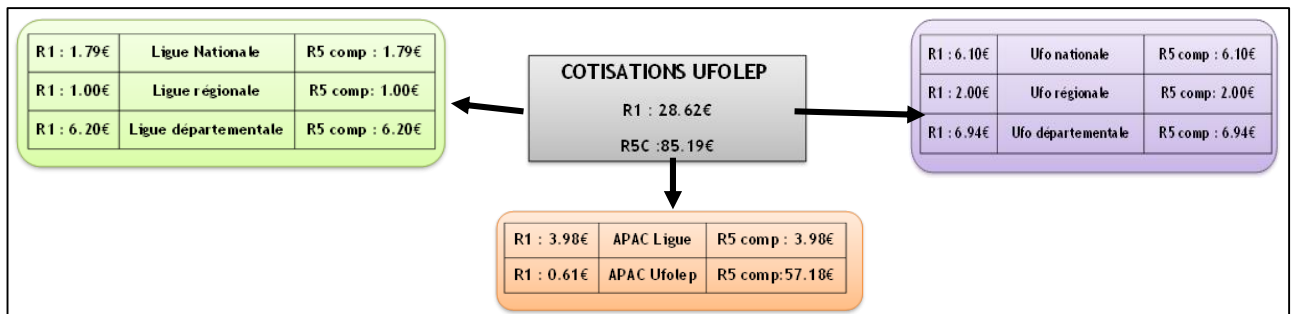 R1 : 1.79€ Ligue Nationale R5 comp : 1.79€
R1 : 1.00€ Ligue régionale R5 comp: 1.00€
R1 : 6.20€ Ligue départementale R5 comp : 6.20€
COTISATIONS UFOLEP
R1 : 28.62€
R5C :85.19€
R1 :6.10€ Ufo nationale R5 comp : 6.10€
R1 :2.00€ Ufo régionale R5 comp: 2.00€
R1 :6.94€ Ufo départementale R5 comp : 6.94€
R1 : 3.98€ APAC Ligue R5 comp : 3.98€
R1 : 0.61€ APAC Ufolep R5 comp:57.18€